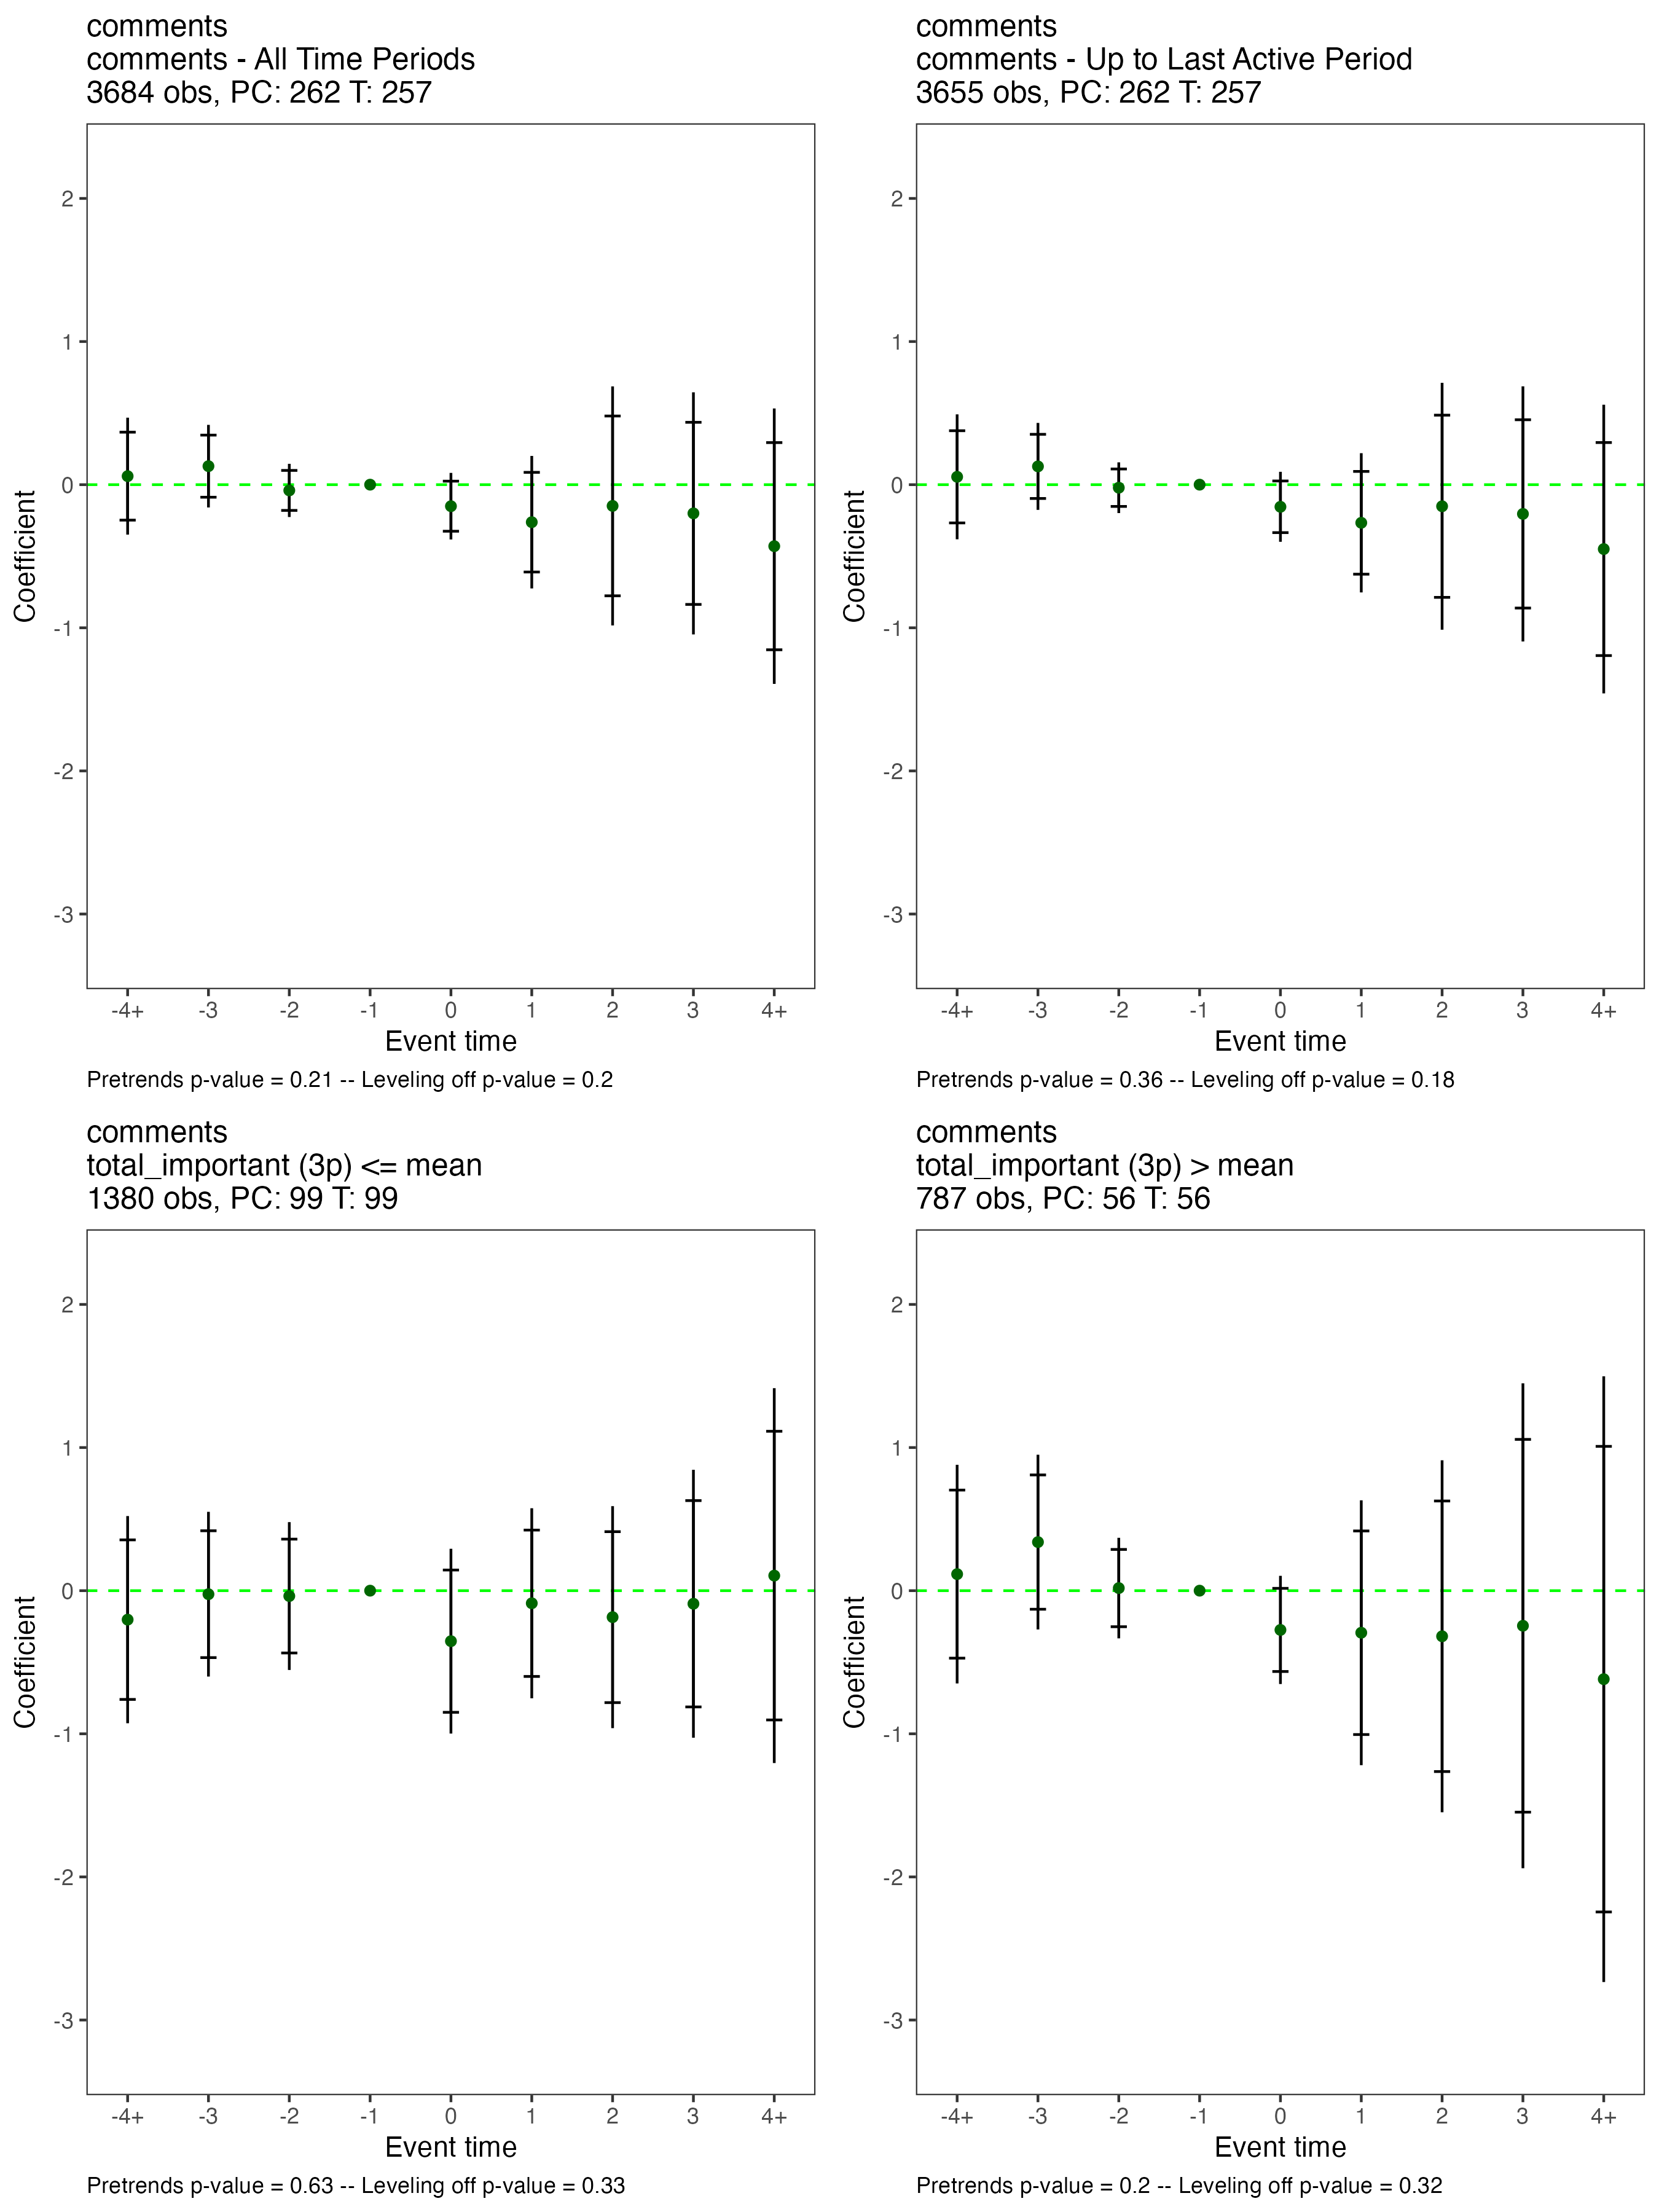 comments
comments - All Time Periods
3684 obs, PC: 262 T: 257
2
1
0
-1
-2
-3
Coefficient
-4+ -3 -2 -1 0 1 2 3 4+
Event time
Pretrends p-value = 0.21 -- Leveling off p-value = 0.2
comments
comments - Up to Last Active Period
3655 obs, PC: 262 T: 257
2
1
0
-1
-2
-3
Coefficient
-4+ -3 -2 -1 0 1 2 3 4+
Event time
Pretrends p-value = 0.36 -- Leveling off p-value = 0.18
comments
total_important (3p) <= mean
1380 obs, PC: 99 T: 99
2
1
0
-1
-2
-3
Coefficient
-4+ -3 -2 -1 0 1 2 3 4+
Event time
Pretrends p-value = 0.63 -- Leveling off p-value = 0.33
comments
total_important (3p) > mean
787 obs, PC: 56 T: 56
2
1
0
-1
-2
-3
Coefficient
-4+ -3 -2 -1 0 1 2 3 4+
Event time
Pretrends p-value = 0.2 -- Leveling off p-value = 0.32